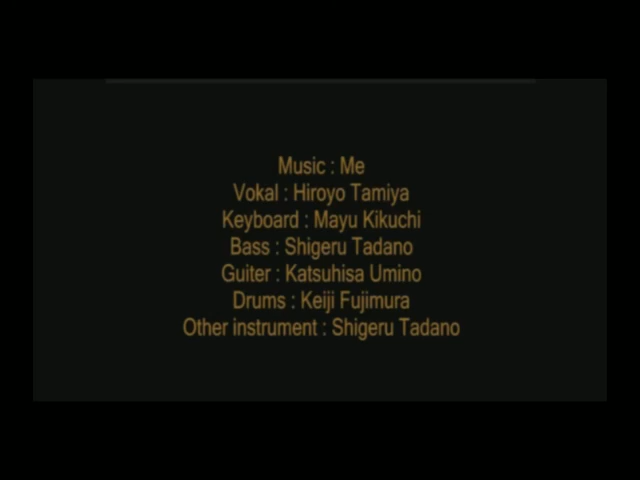 Music : Me
Vokal : Hiroyo Tamiya
Keyboard : Mayu Kikuchi
Bass : Shigeru Tadano
Guiter : Katsuhisa Umino
Drums : Keiji Fujimura
Other instrument : Shigeru Tadano